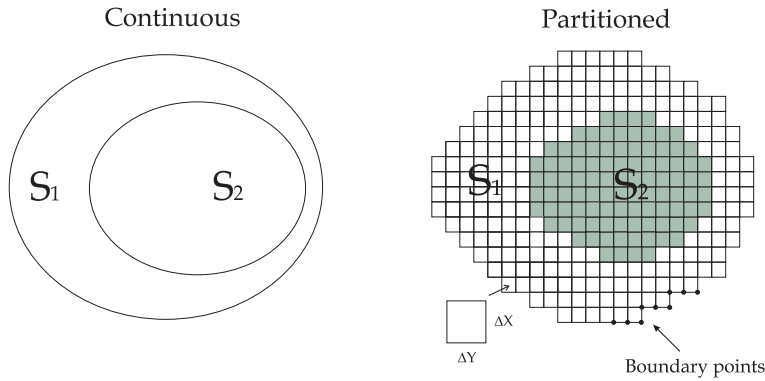 Continuous
Partitioned
S1
S2
S1
S2
ΔX
ΔY
Boundary points